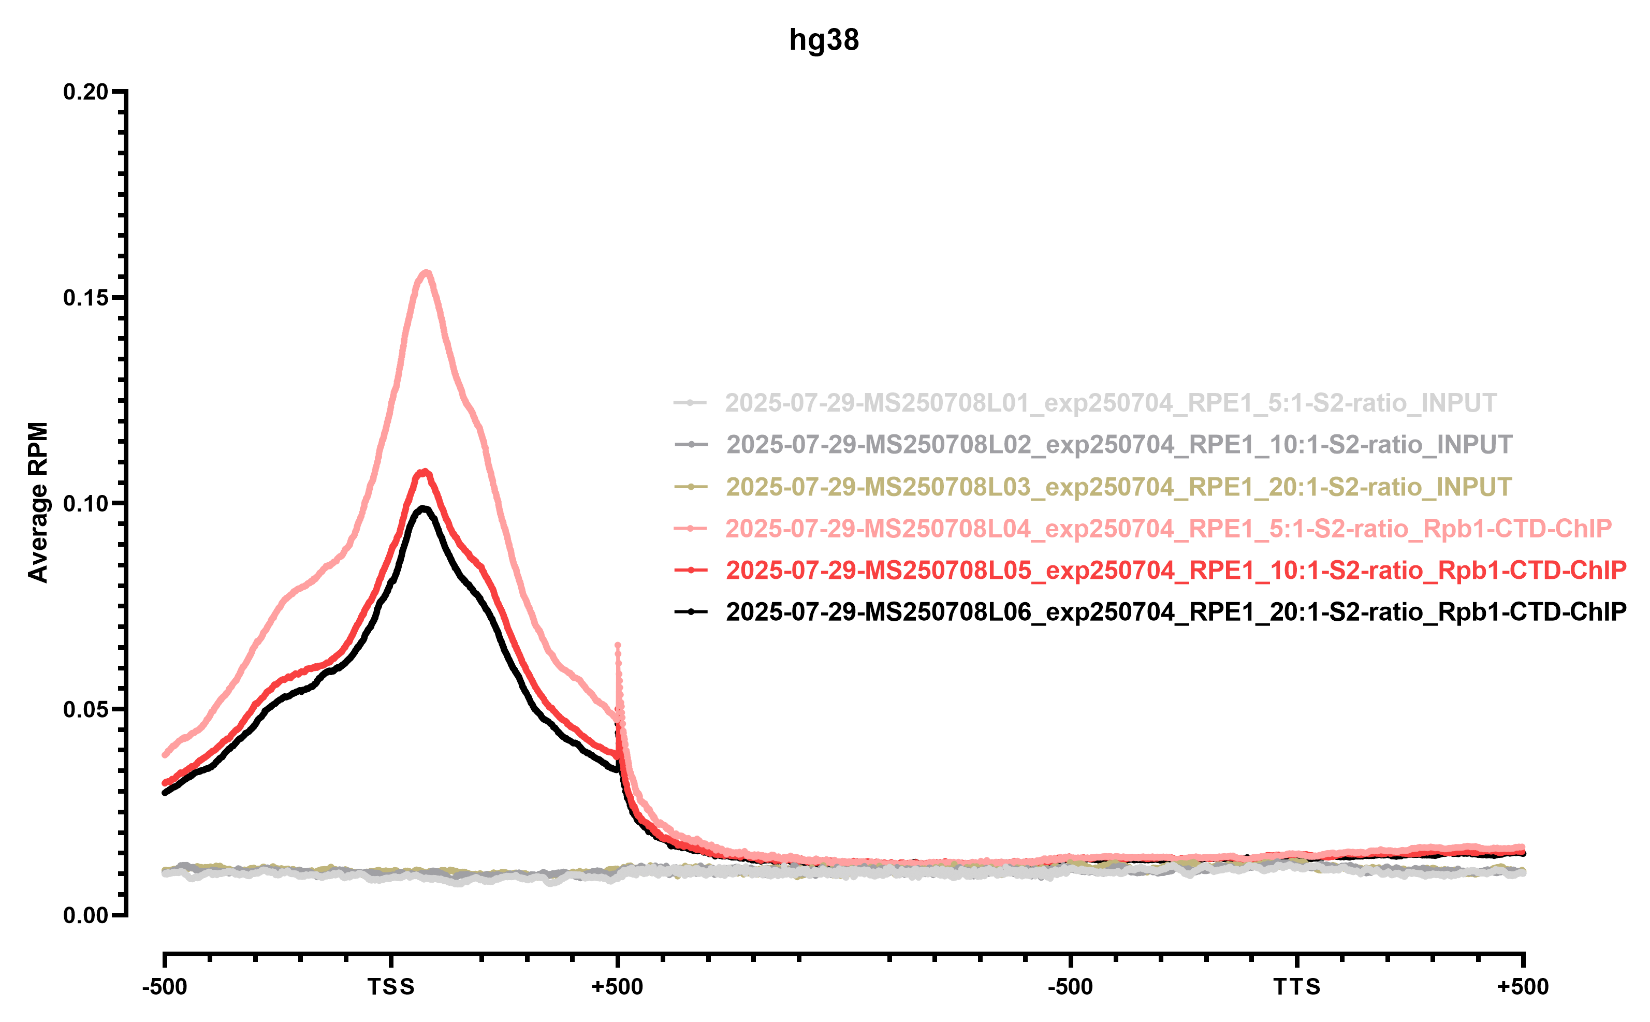 hg38
Average RPM
0.20
0.15
0.10
0.05
0.00
2025-07-29-MS250708L01_exp250704_RPE1_5:1-S2-ratio_INPUT
2025-07-29-MS250708L02_exp250704_RPE1_10:1-S2-ratio_INPUT
2025-07-29-MS250708L03_exp250704_RPE1_20:1-S2-ratio_INPUT
2025-07-29-MS250708L04_exp250704_RPE1_5:1-S2-ratio_Rpb1-CTD-ChIP
2025-07-29-MS250708L05_exp250704_RPE1_10:1-S2-ratio_Rpb1-CTD-ChIP
2025-07-29-MS250708L06_exp250704_RPE1_20:1-S2-ratio_Rpb1-CTD-ChIP
-500 TSS +500 -500 TTS +500